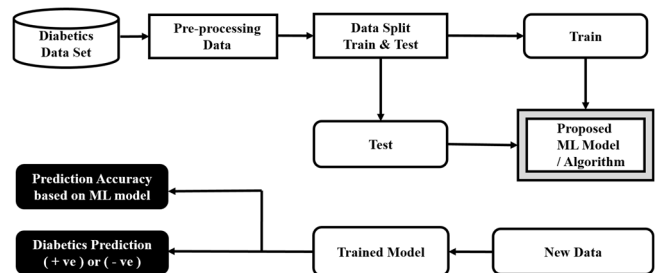 Diabetics
Data Set
Pre-processing
Data
Data Split
Train & Test
Train
Test
Proposed
ML Model
/ Algorithm
Prediction Accuracy
based on ML model
Diabetics Prediction
( + ve ) or ( - ve )
Trained Model
New Data